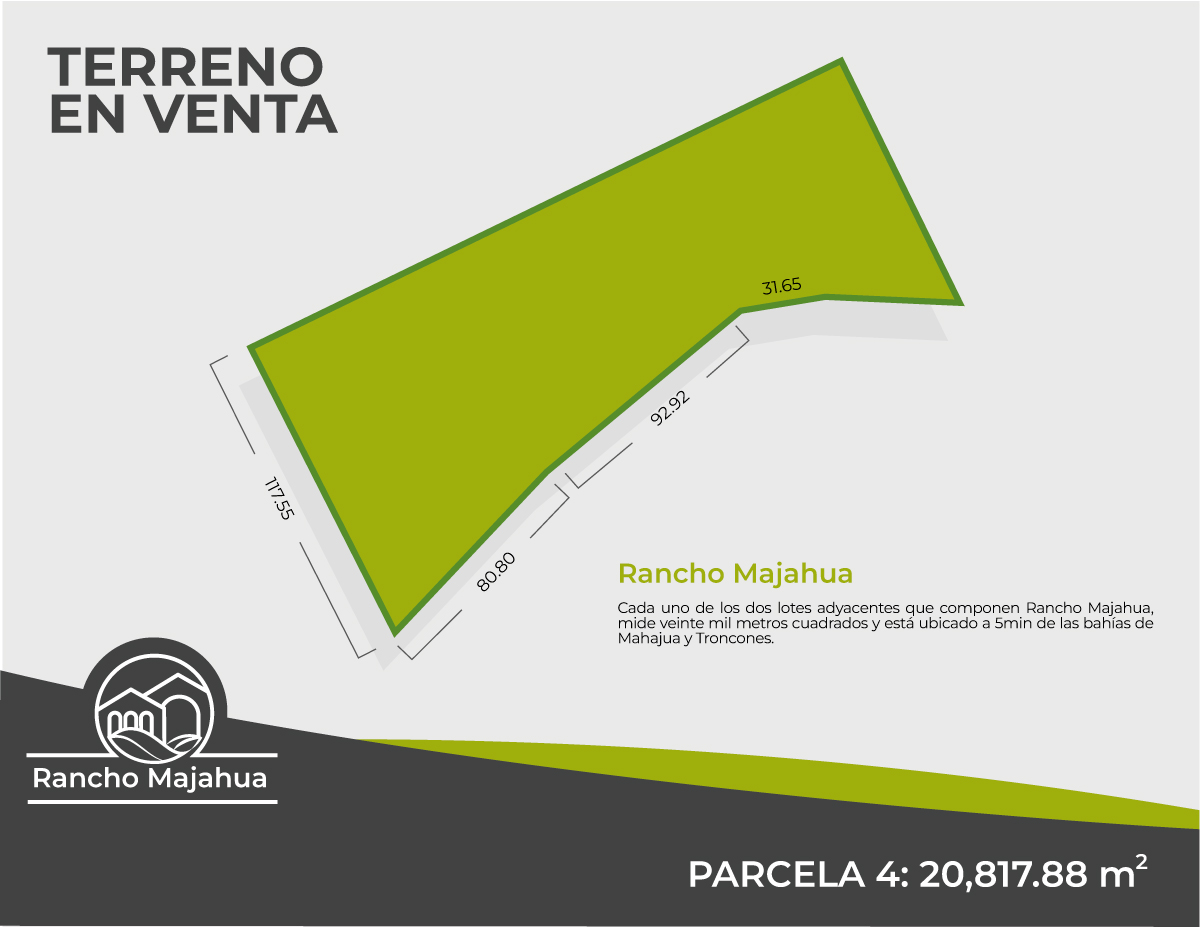 TERRENO
EN VENTA
31.65
92.92
117.55
80.80
Rancho Majahua
Cada uno de los dos lotes adyacentes que componen Rancho Majahua,
mide veinte mil metros cuadrados y está ubicado a 5min de las bahías de
Mahajua y Troncones.
Rancho Majahua
PARCELA 4: 20,817.88 m²